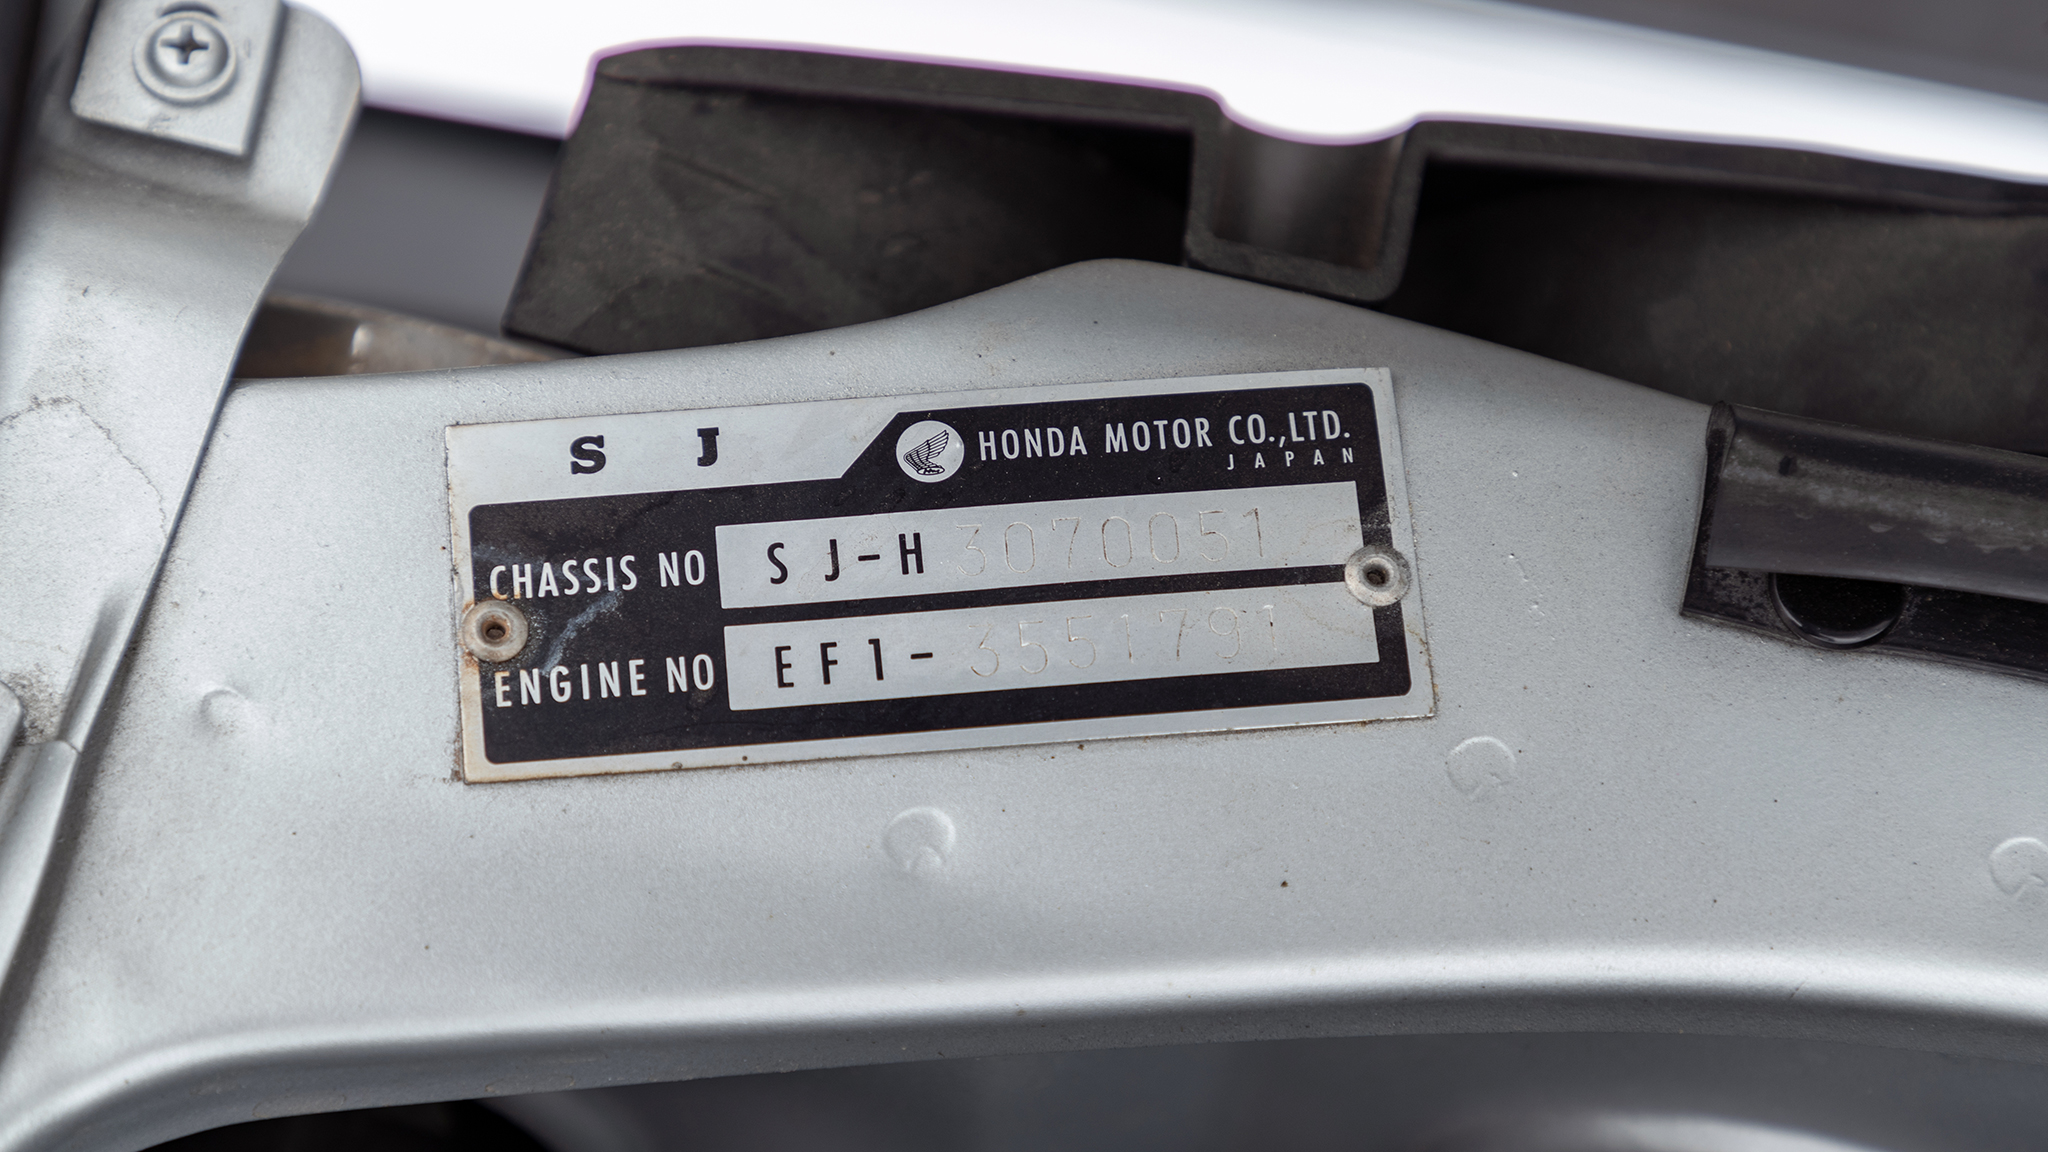 S J
HONDA MOTOR CO.,LTD.
JAPAN
CHASSIS NO SJ-H 3070051
ENGINE NO EF1- 3551791